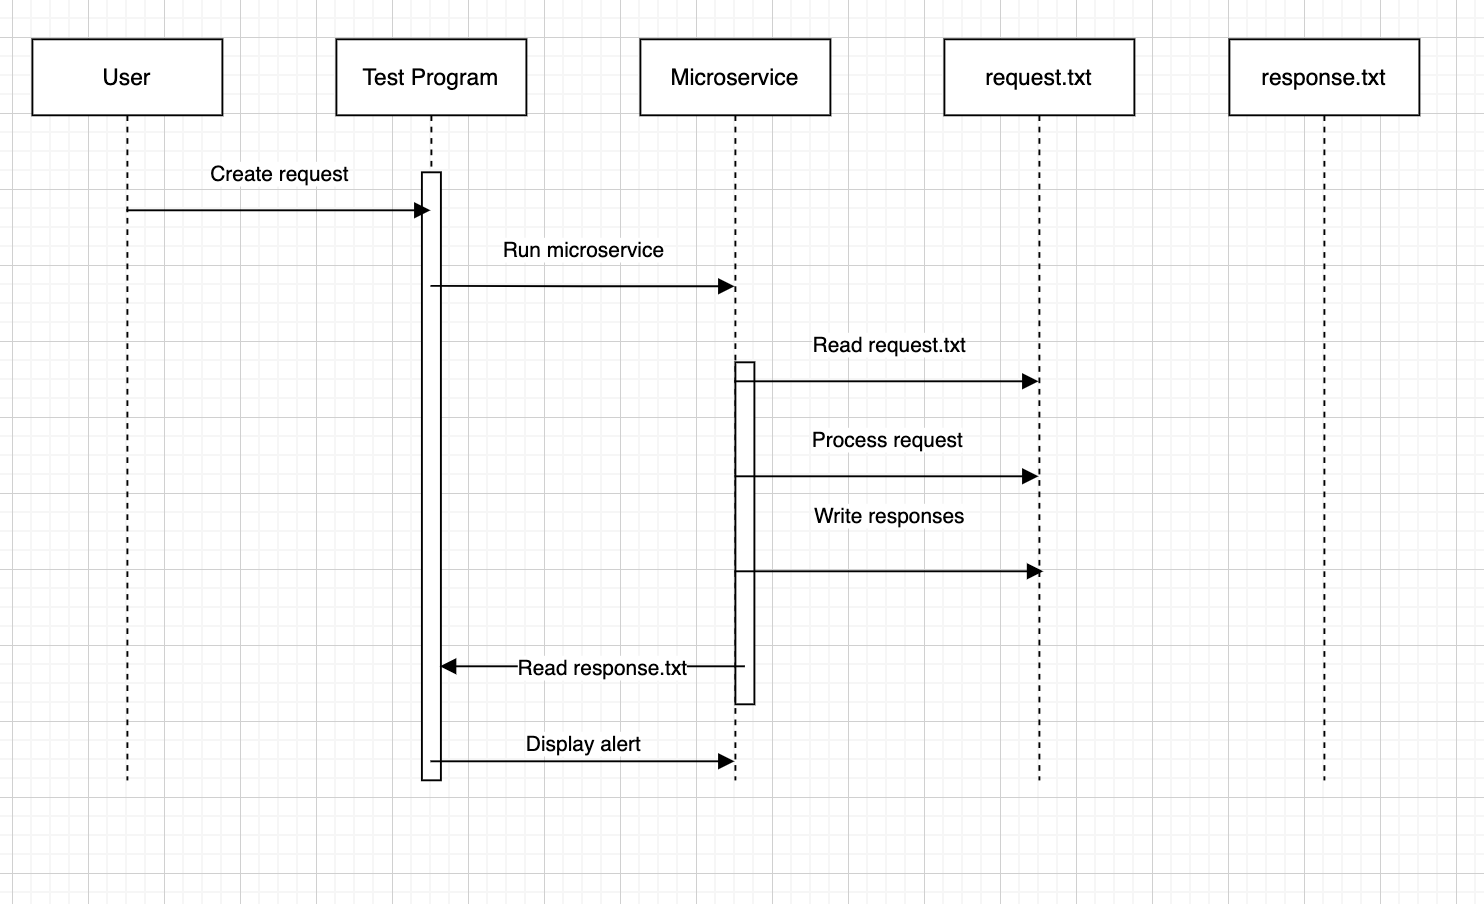 User
Test Program
Microservice
request.txt
response.txt
Create request
Run microservice
Read request.txt
Process request
Write responses
Read response.txt
Display alert